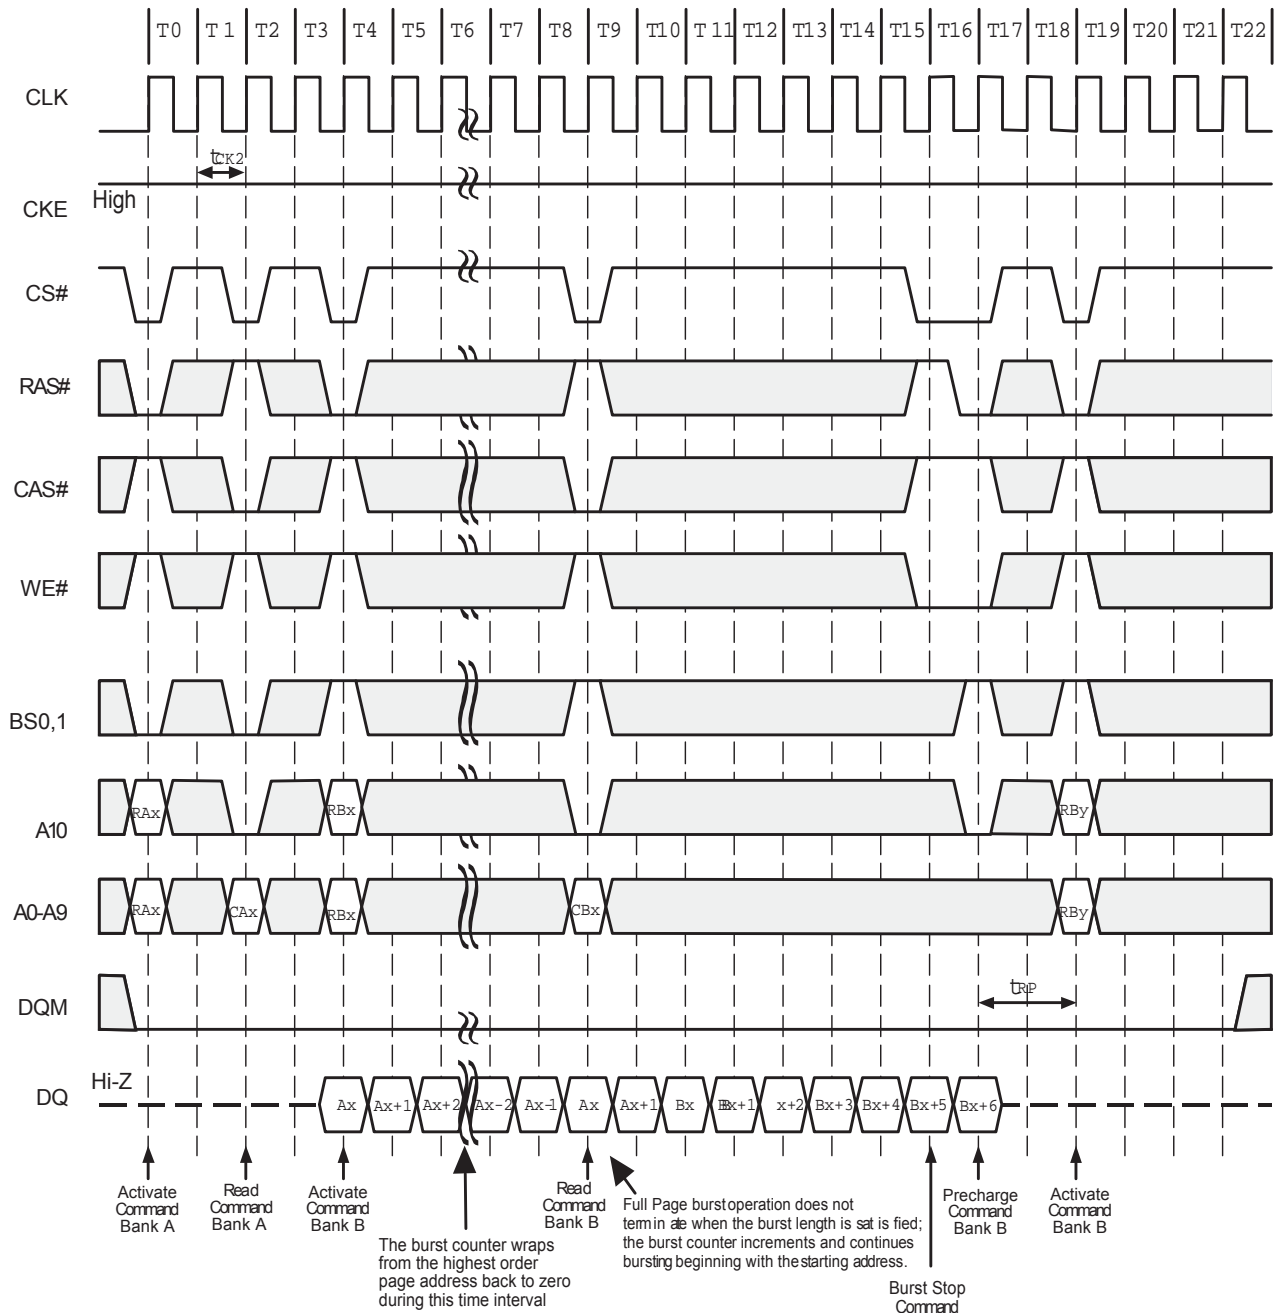 T0 T 1 T2 T3 T4 T5 T6 T7 T8 T9 T10 T 11 T12 T13 T14 T15 T16 T17 T18 T19 T20 T21 T22
CLK
tCK2
High
CKE
CS#
RAS#
CAS#
WE#
BS0,1
RAx RBx RBy
A10
A0-A9 RAx CAx RBx CBx RBy
DQM tRP
Hi-Z
DQ Ax Ax+1 Ax+2 Ax-2 Ax-1 Ax Ax+1 Bx Bx+1 x+2 Bx+3 Bx+4 Bx+5 Bx+6
Activate
Command
Bank A
Read
Command
Bank A
Activate
Command
Bank B
The burst counter wraps
from the highest order
page address back to zero
during this time interval
Read
Command
Bank B
Full Page burst operation does not
terminate when the burst length is satisfied;
the burst counter increments and continues
bursting beginning with the starting address.
Burst Stop
Command
Precharge
Command
Bank B
Activate
Command
Bank B